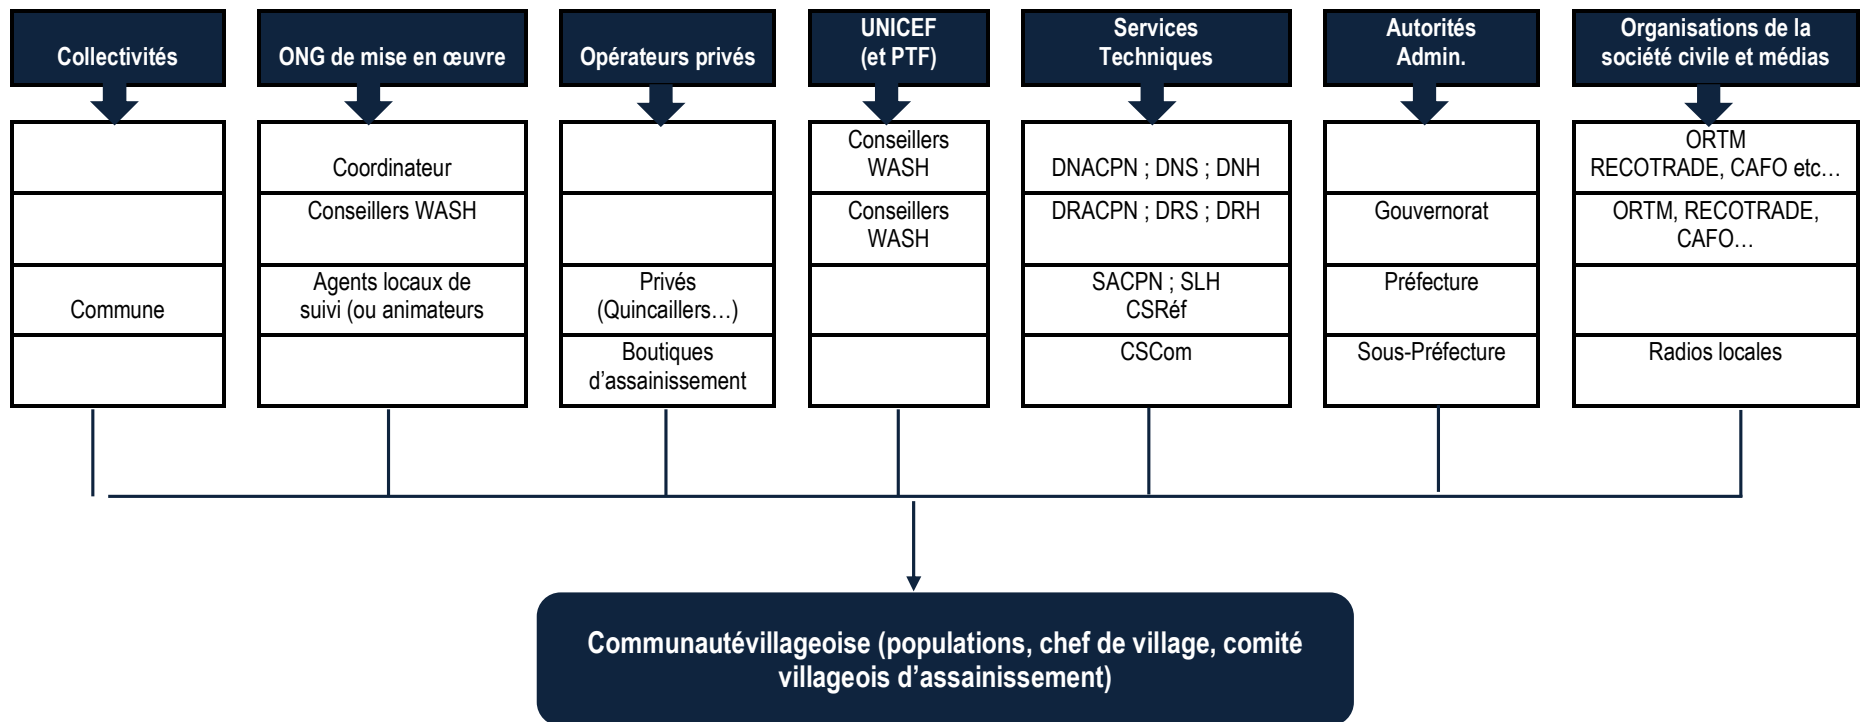 Collectivités
ONG de mise en œuvre
Opérateurs privés
UNICEF
(et PTF)
Services
Techniques
Autorités
Admin.
Organisations de la
société civile et médias
Coordinateur
Conseillers
WASH
DNACPN ; DNS ; DNH
ORTM
RECOTRADE, CAFO etc…
Conseillers WASH
Conseillers
WASH
DRACPN ; DRS ; DRH
Gouvernorat
ORTM, RECOTRADE,
CAFO…
Commune
Agents locaux de
suivi (ou animateurs
Privés
(Quincaillers…)
SACPN ; SLH
CSRéf
Préfecture
Boutiques
d’assainissement
CSCom
Sous-Préfecture
Radios locales
Communautévillageoise (populations, chef de village, comité
villageois d’assainissement)